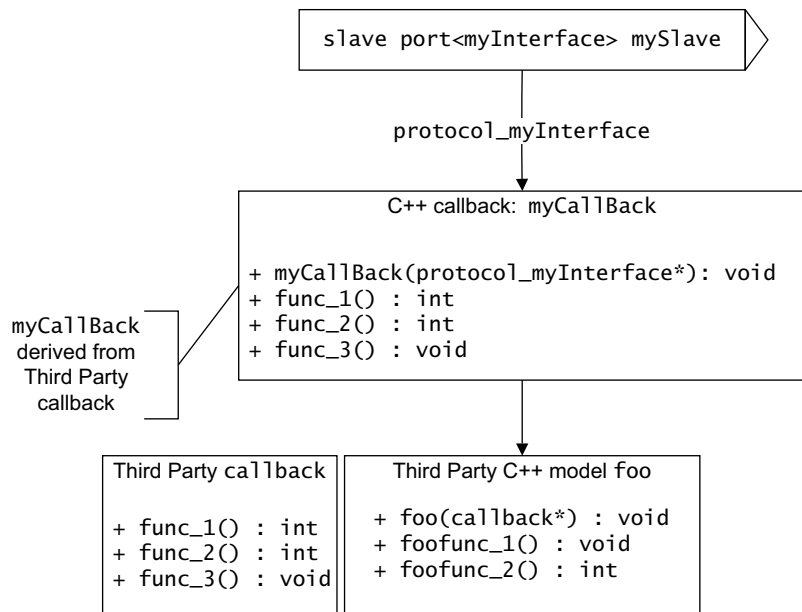 slave port<myInterface> mySlave
protocol_myInterface
C++ callback: myCallBack
+ myCallBack(protocol_myInterface*): void
+ func_1() : int
+ func_2() : int
+ func_3() : void
myCallBack
derived from
Third Party
callback
Third Party callback
+ func_1() : int
+ func_2() : int
+ func_3() : void
Third Party C++ model foo
+ foo(callback*) : void
+ foofunc_1() : void
+ foofunc_2() : int